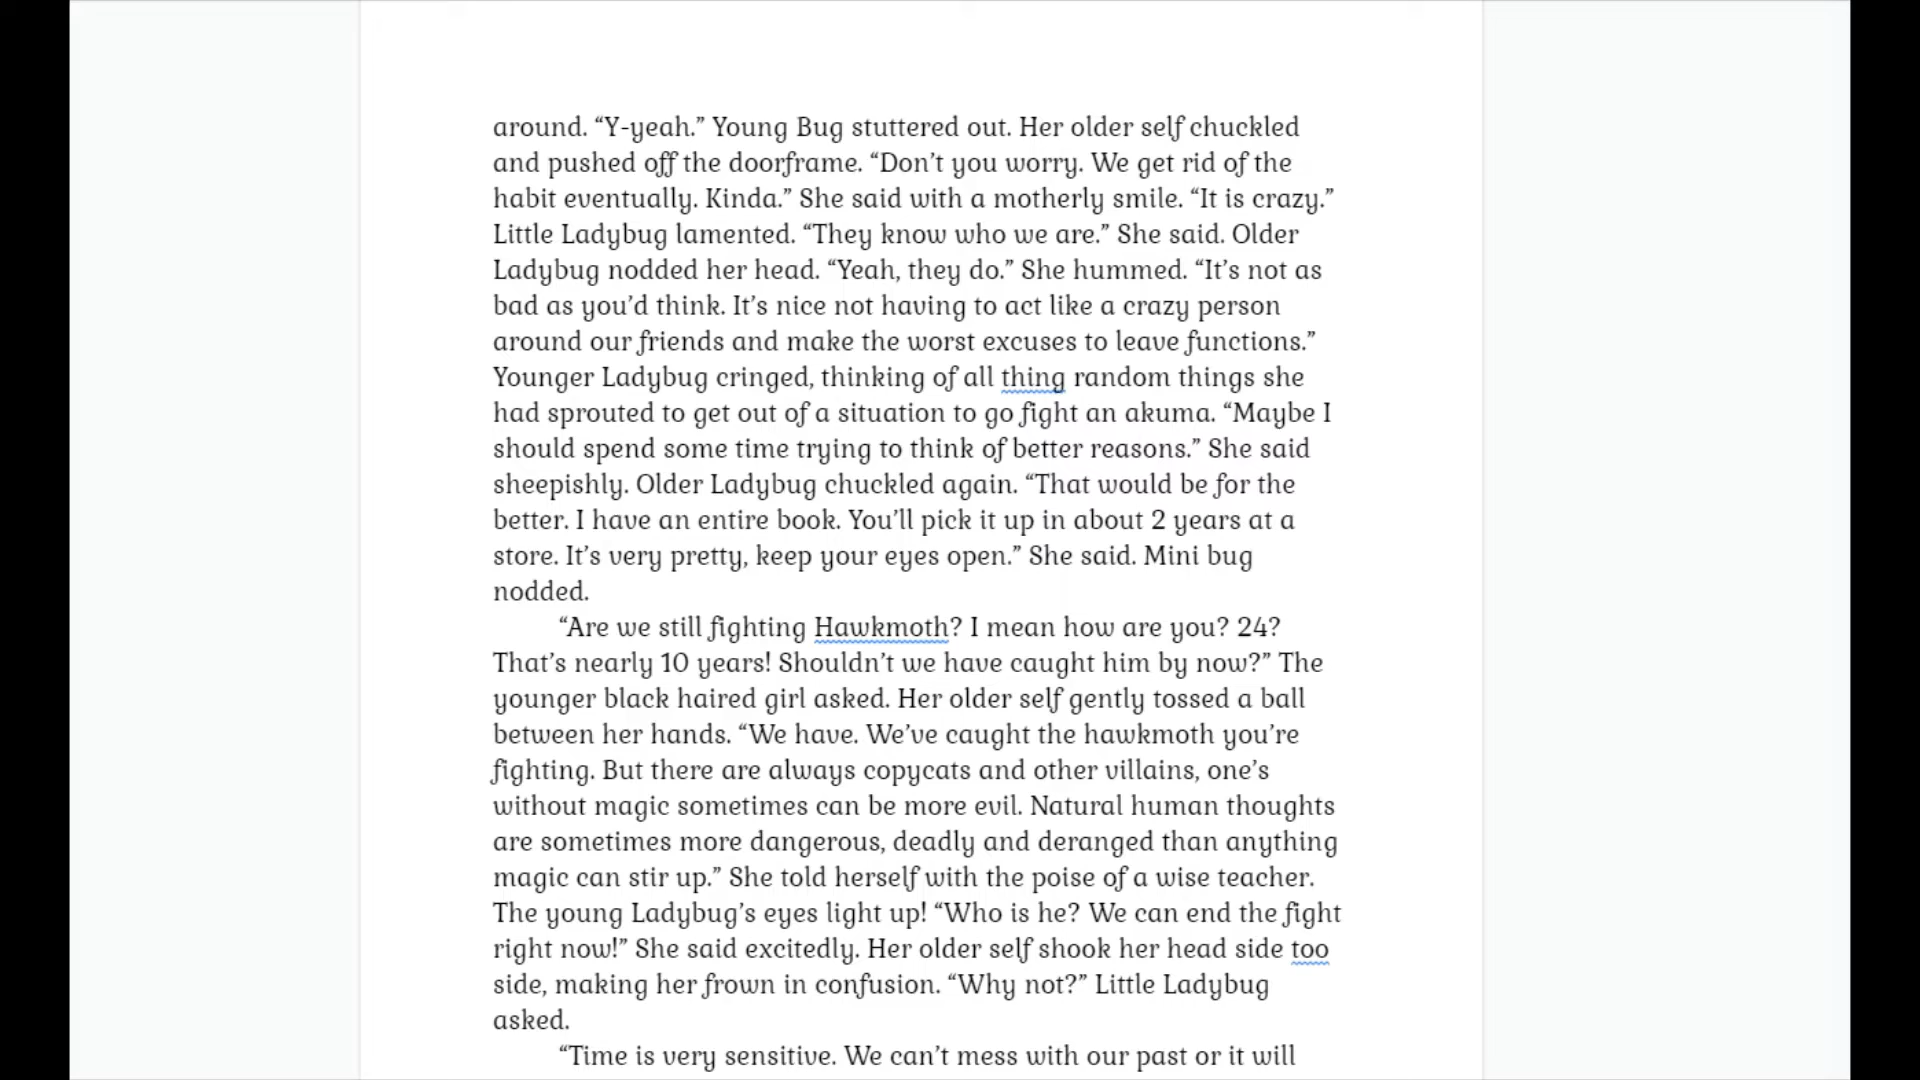 around. “Y-yeah.” Young Bug stuttered out. Her older self chuckled
and pushed off the doorframe. “Don’t you worry. We get rid of the
habit eventually. Kinda.” She said with a motherly smile. “It is crazy.”
Little Ladybug lamented. “They know who we are.” She said. Older
Ladybug nodded her head. “Yeah, they do.” She hummed. “It’s not as
bad as you’d think. It’s nice not having to act like a crazy person
around our friends and make the worst excuses to leave functions.”
Younger Ladybug cringed, thinking of all thing random things she
had sprouted to get out of a situation to go fight an akuma. “Maybe I
should spend some time trying to think of better reasons.” She said
sheepishly. Older Ladybug chuckled again. “That would be for the
better. I have an entire book. You’ll pick it up in about 2 years at a
store. It’s very pretty, keep your eyes open.” She said. Mini bug
nodded.
“Are we still fighting Hawkmoth? I mean how are you? 24?
That’s nearly 10 years! Shouldn’t we have caught him by now?” The
younger black haired girl asked. Her older self gently tossed a ball
between her hands. “We have. We’ve caught the hawkmoth you’re
fighting. But there are always copycats and other villains, one’s
without magic sometimes can be more evil. Natural human thoughts
are sometimes more dangerous, deadly and deranged than anything
magic can stir up.” She told herself with the poise of a wise teacher.
The young Ladybug’s eyes light up! “Who is he? We can end the fight
right now!” She said excitedly. Her older self shook her head side too
side, making her frown in confusion. “Why not?” Little Ladybug
asked.
“Time is very sensitive. We can’t mess with our past or it will